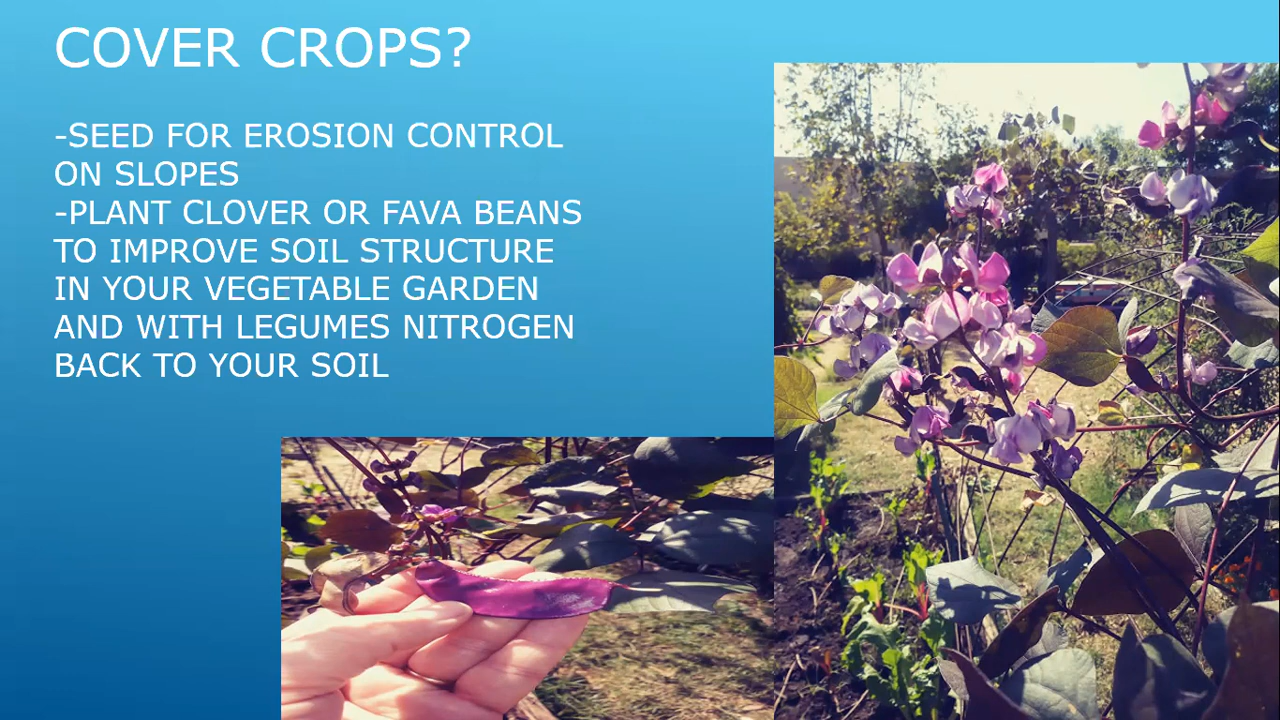 COVER CROPS?
-SEED FOR EROSION CONTROL
ON SLOPES
-PLANT CLOVER OR FAVA BEANS
TO IMPROVE SOIL STRUCTURE
IN YOUR VEGETABLE GARDEN
AND WITH LEGUMES NITROGEN
BACK TO YOUR SOIL